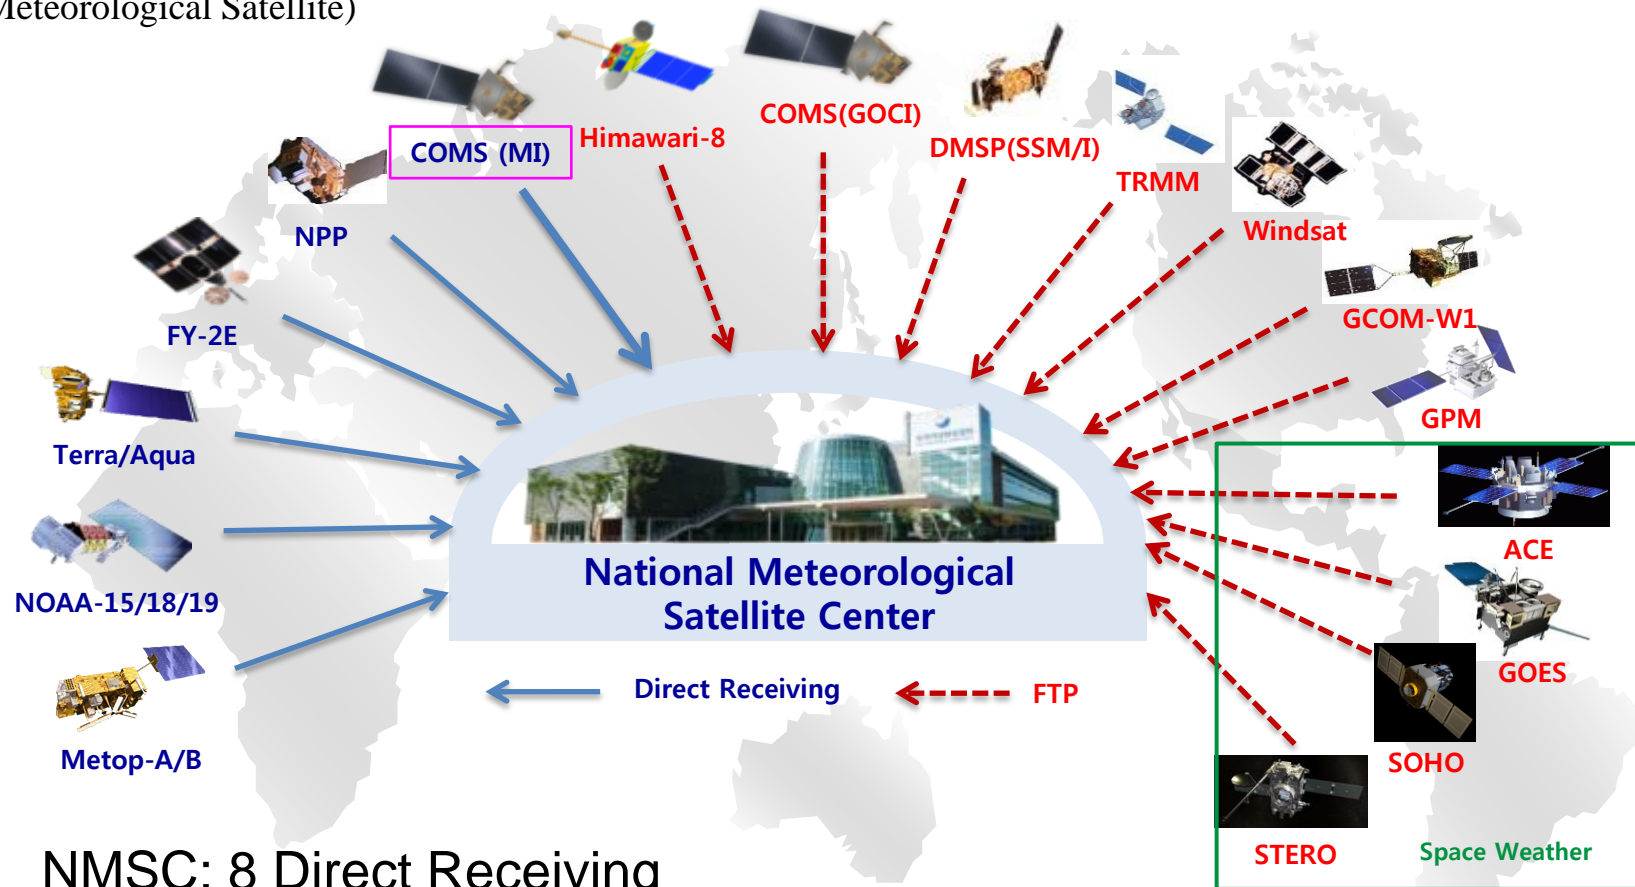 Meteorological Satellite)
COMS(GOCI)
Himawari-8
COMS (MI)
DMSP(SSM/I)
TRMM
NPP
Windsat
FY-2E
GCOM-W1
GPM
Terra/Aqua
ACE
National Meteorological
Satellite Center
NOAA-15/18/19
GOES
Direct Receiving
FTP
Metop-A/B
SOHO
STERO
Space Weather
NMSC: 8 Direct Receiving